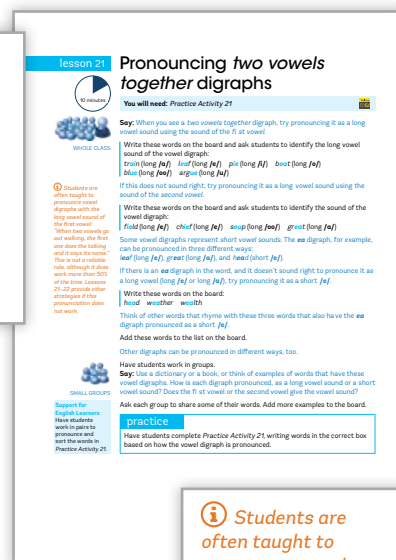 lesson 21
Pronouncing two vowels
together digraphs
10 minutes
You will need: Practice Activity 21
WHOLE CLASS
Say: When you see a two vowels together digraph, try pronouncing it as a long
vowel sound using the sound of the fi st vowel.
Write these words on the board and ask students to identify the long vowel
sound of the vowel digraph:
train (long /a/) leaf (long /e/) pie (long /i/) boat (long /o/)
blue (long /oo/) argue (long /u/)
If this does not sound right, try pronouncing it as a long vowel sound using the
sound of the second vowel.
Write these words on the board and ask students to identify the sound of the
vowel digraph:
field (long /e/) chief (long /e/) soup (long /oo/) great (long /a/)
Some vowel digraphs represent short vowel sounds. The ea digraph, for example,
can be pronounced in three different ways:
leaf (long /e/), great (long /a/), and head (short /e/).
If there is an ea digraph in the word, and it doesn't sound right to pronounce it as
a long vowel (long /e/ or long /a/), try pronouncing it as a short /e/.
Write these words on the board:
head weather wealth
Think of other words that rhyme with these three words that also have the ea
digraph pronounced as a short /e/.
Add these words to the list on the board.
Other digraphs can be pronounced in different ways, too.
Students are
often taught to
pronounce vowel
digraphs with the
long vowel sound of
the first vowel:
"When two vowels go
out walking, the first
one does the talking
and it says its name."
This is not a reliable
rule, although it does
work more than 50%
of the time. Lessons
21–22 provide other
strategies if this
pronunciation does
not work.
SMALL GROUPS
Have students work in groups.
Say: Use a dictionary or a book, or think of examples of words that have these
vowel digraphs. How is each digraph pronounced, as a long vowel sound or a short
vowel sound? Does the fi st vowel or the second vowel give the vowel sound?
Ask each group to share some of their words. Add more examples to the board.
Support for
English Learners
Have students
work in pairs to
pronounce and
sort the words in
Practice Activity 21
practice
Have students complete Practice Activity 21, writing words in the correct box
based on how the vowel digraph is pronounced.
Students are
often taught to